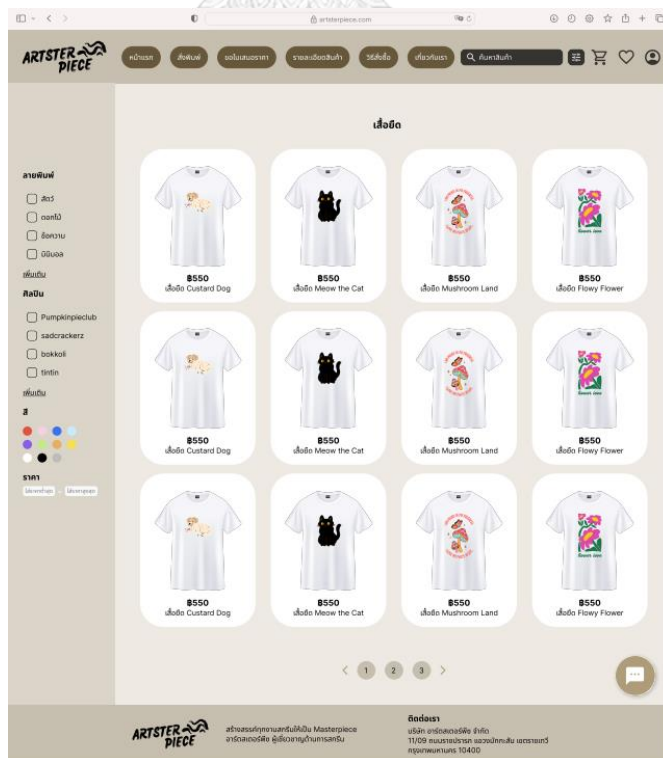 artsterpiece.com
ARTSTER
PIECE
หน้าแรก
สั่งพิมพ์
ขอใบเสนอราคา
รายละเอียดสินค้า
วิธีสั่งซื้อ
เกี่ยวกับเรา
ค้นหาสินค้า
เสื้อยืด
ลายพิมพ์
สัตว์
ดอกไม้
ข้อความ
มินิมอล
เพิ่มเติม
ศิลปิน
Pumpkinpieclub
sadcrackerz
bokkoli
tintin
เพิ่มเติม
สี
ราคา
฿550
เสื้อยืด Custard Dog
฿550
เสื้อยืด Meow the Cat
฿550
เสื้อยืด Mushroom Land
฿550
เสื้อยืด Flowy Flower
฿550
เสื้อยืด Custard Dog
฿550
เสื้อยืด Meow the Cat
฿550
เสื้อยืด Mushroom Land
฿550
เสื้อยืด Flowy Flower
฿550
เสื้อยืด Custard Dog
฿550
เสื้อยืด Meow the Cat
฿550
เสื้อยืด Mushroom Land
฿550
เสื้อยืด Flowy Flower
1 2 3
ARTSTER
PIECE
สร้างสรรค์ทุกงานสกรีนให้เป็น Masterpiece
อาร์ตสเตอร์พีซ ผู้เชี่ยวชาญด้านการสกรีน
ติดต่อเรา
บริษัท อาร์ตสเตอร์พีซ จำกัด
11/09 ถนนราชปรารภ แขวงมักกะสัน เขตราชเทวี
กรุงเทพมหานคร 10400